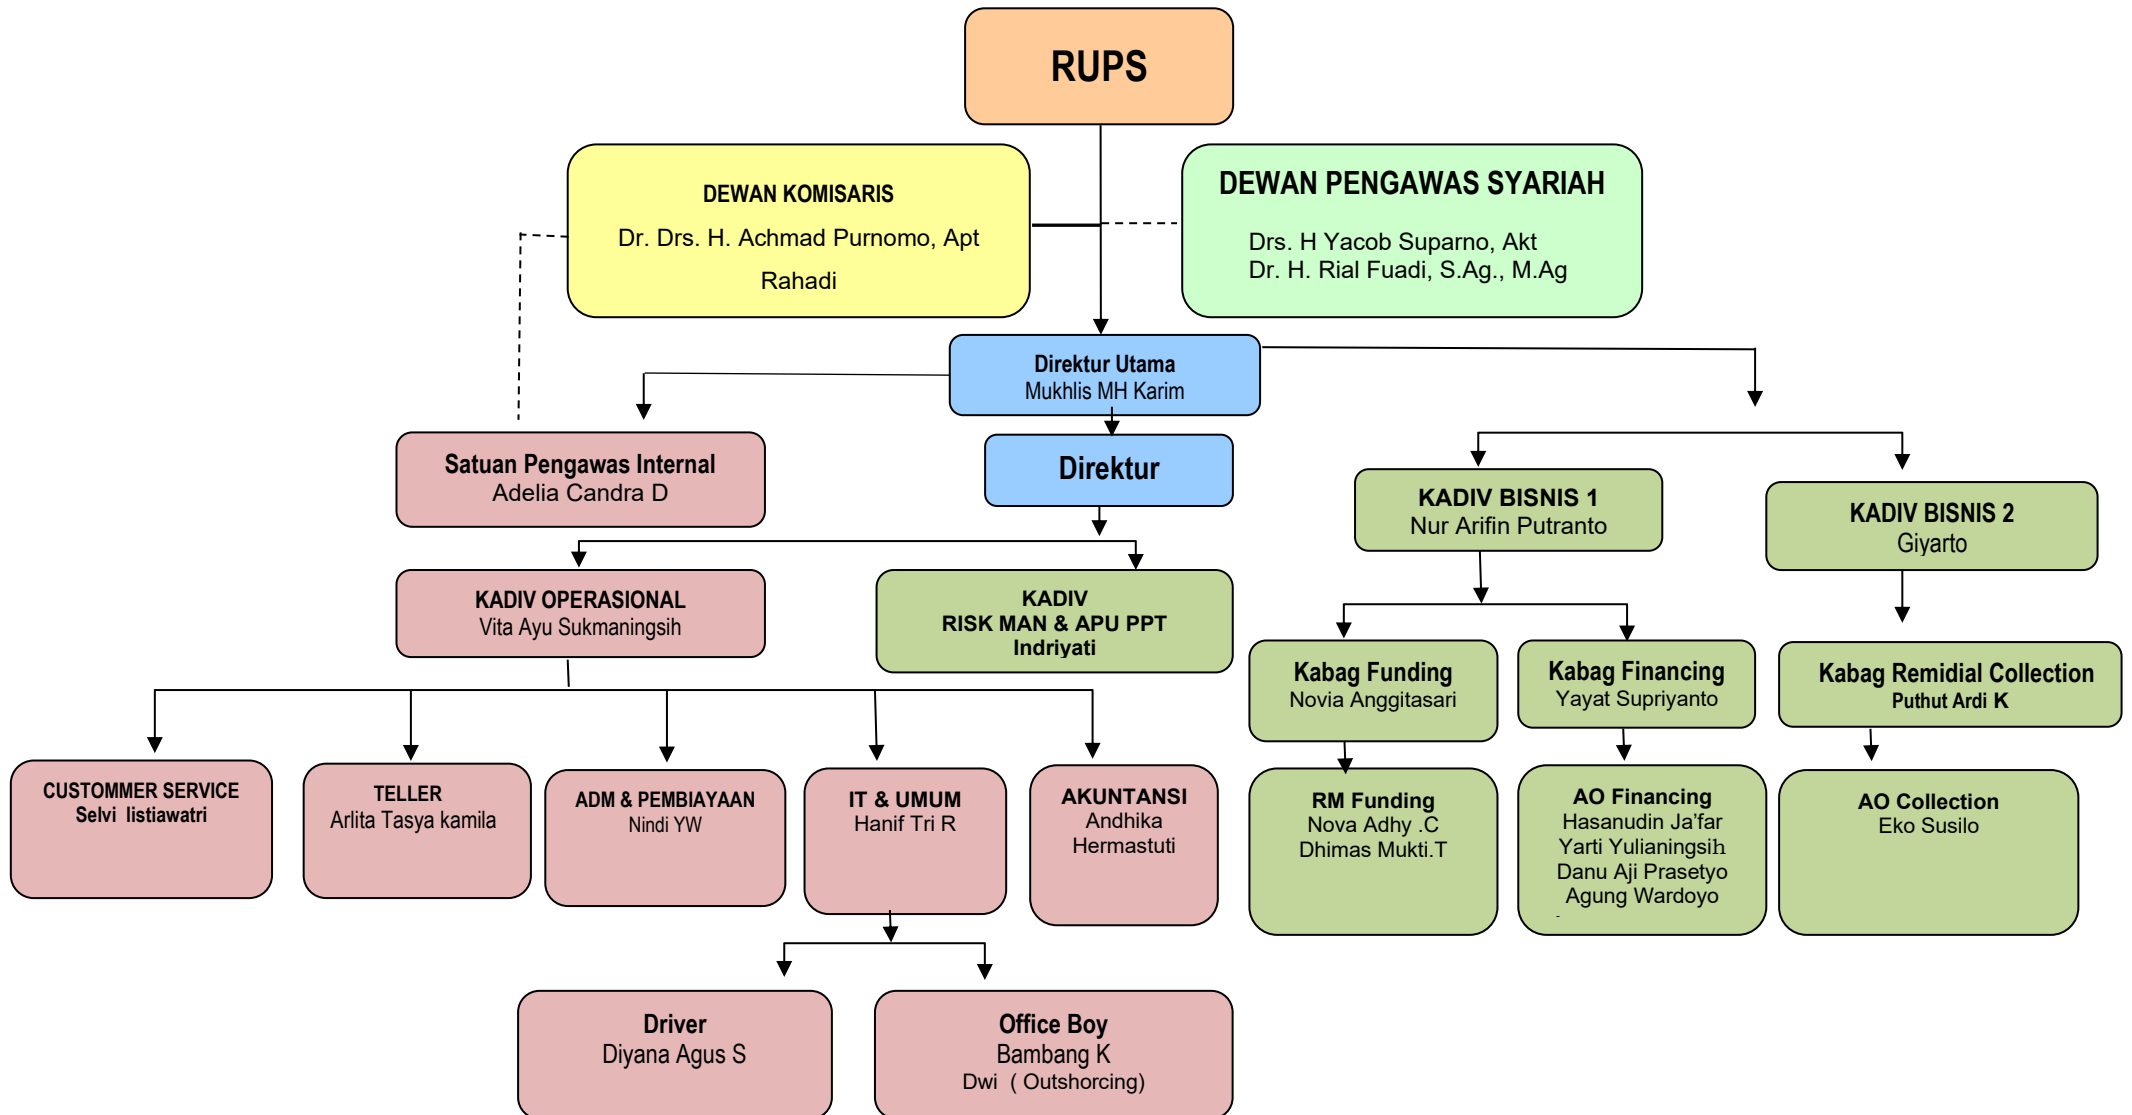 RUPS
DEWAN KOMISARIS
Dr. Drs. H. Achmad Purnomo, Apt
Rahadi
DEWAN PENGAWAS SYARIAH
Drs. H Yacob Suparno, Akt
Dr. H. Rial Fuadi, S.Ag., M.Ag
Direktur Utama
Mukhlis MH Karim
Satuan Pengawas Internal
Adelia Candra D
Direktur
KADIV BISNIS 1
Nur Arifin Putranto
KADIV BISNIS 2
Giyarto
KADIV OPERASIONAL
Vita Ayu Sukmaningsih
KADIV
RISK MAN & APU PPT
Indriyati
Kabag Funding
Novia Anggitasari
Kabag Financing
Yayat Supriyanto
Kabag Remidial Collection
Puthut Ardi K
CUSTOMMER SERVICE
Selvi listiawatri
TELLER
Arlita Tasya kamila
ADM & PEMBIAYAAN
Nindi YW
IT & UMUM
Hanif Tri R
AKUNTANSI
Andhika
Hermastuti
RM Funding
Nova Adhy .C
Dhimas Mukti.T
AO Financing
Hasanudin Ja’far
Yarti Yulianingsih
Danu Aji Prasetyo
Agung Wardoyo
AO Collection
Eko Susilo
Driver
Diyana Agus S
Office Boy
Bambang K
Dwi ( Outshorcing)